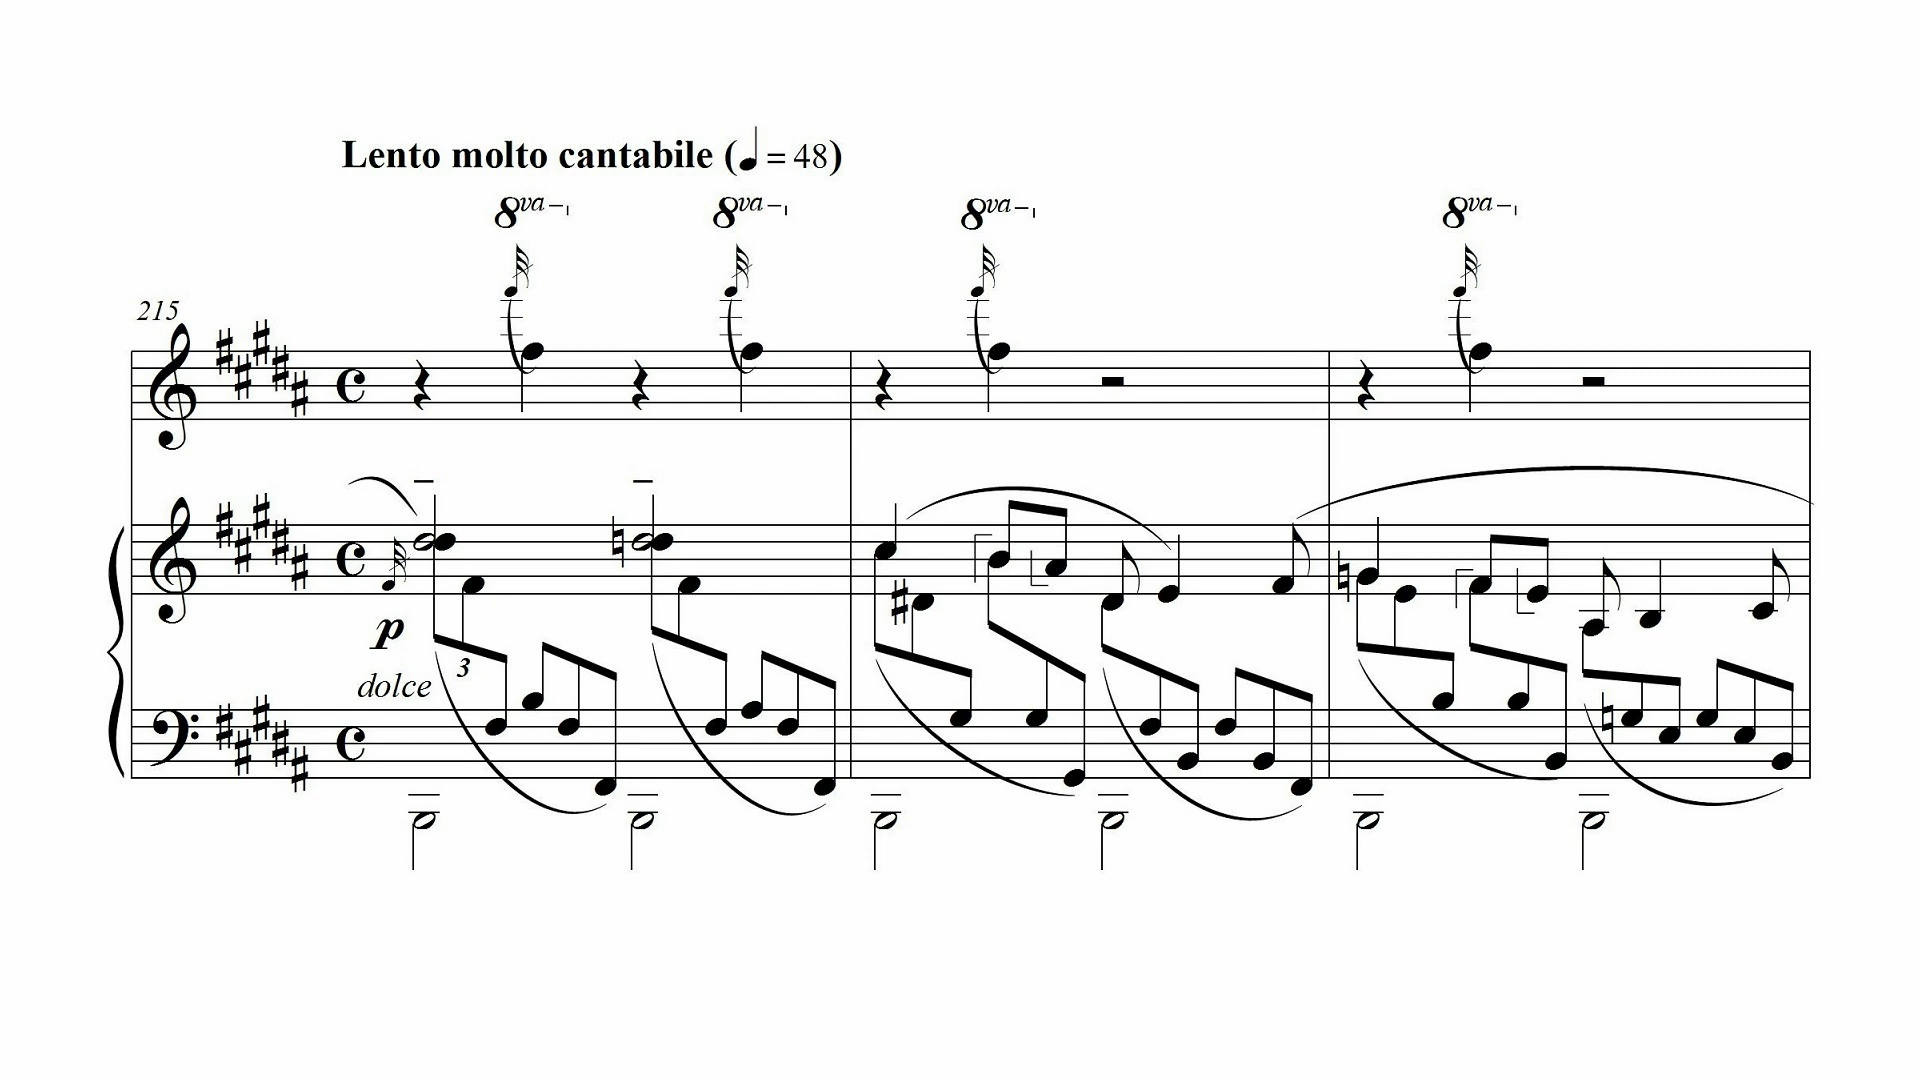 Lento molto cantabile (♩ = 48)
8va 8va 8va 8va
215
p
3
dolce